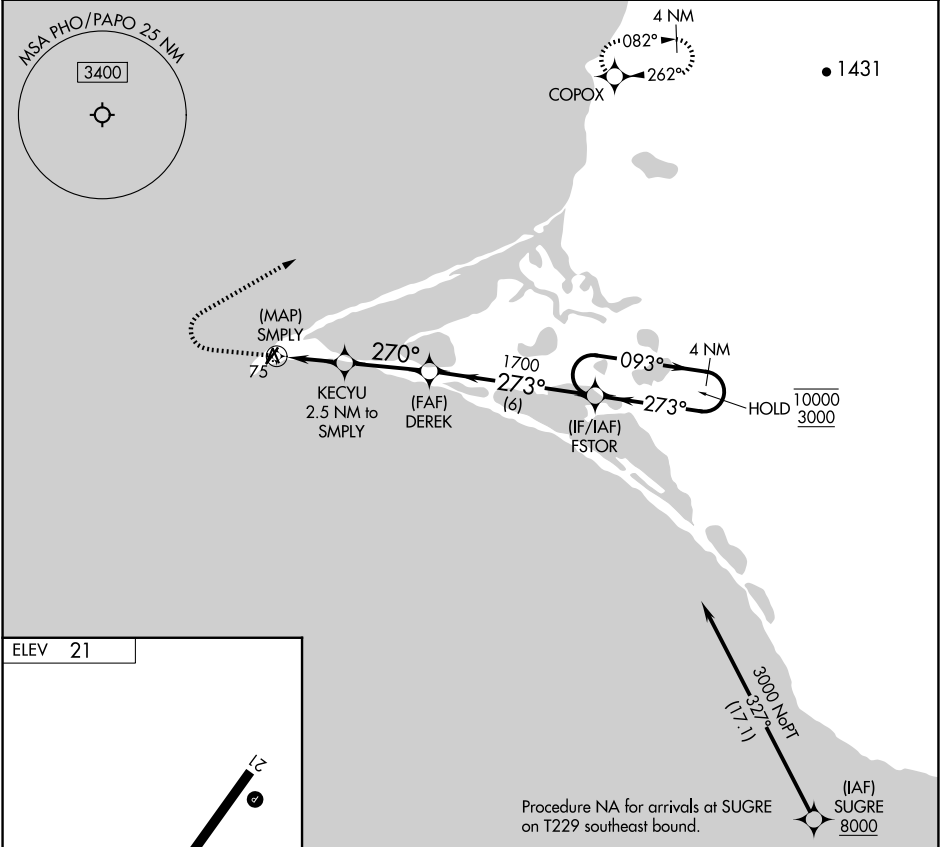 MSA PHO/PAPO 25 NM
3400
4 NM
082°
262°
COPOX
1431
(MAP)
SMPLY
75
270°
KECYU
2.5 NM to
SMPLY
(FAF)
DEREK
1700
273°
(6)
(IF/IAF)
FSTOR
093°
4 NM
273°
HOLD
10000
3000
3000 NoPT
327°
(17.1)
(IAF)
SUGRE
8000
Procedure NA for arrivals at SUGRE
on T229 southeast bound.
ELEV 21
21
P